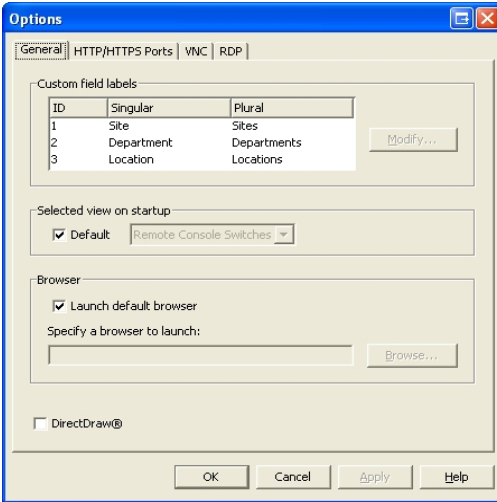 Options
General HTTP/HTTPS Ports VNC RDP
Custom field labels
ID Singular Plural
1 Site Sites
2 Department Departments
3 Location Locations
Modify...
Selected view on startup
Default Remote Console Switches
Browser
Launch default browser
Specify a browser to launch:
Browse...
DirectDraw®
OK Cancel Apply Help